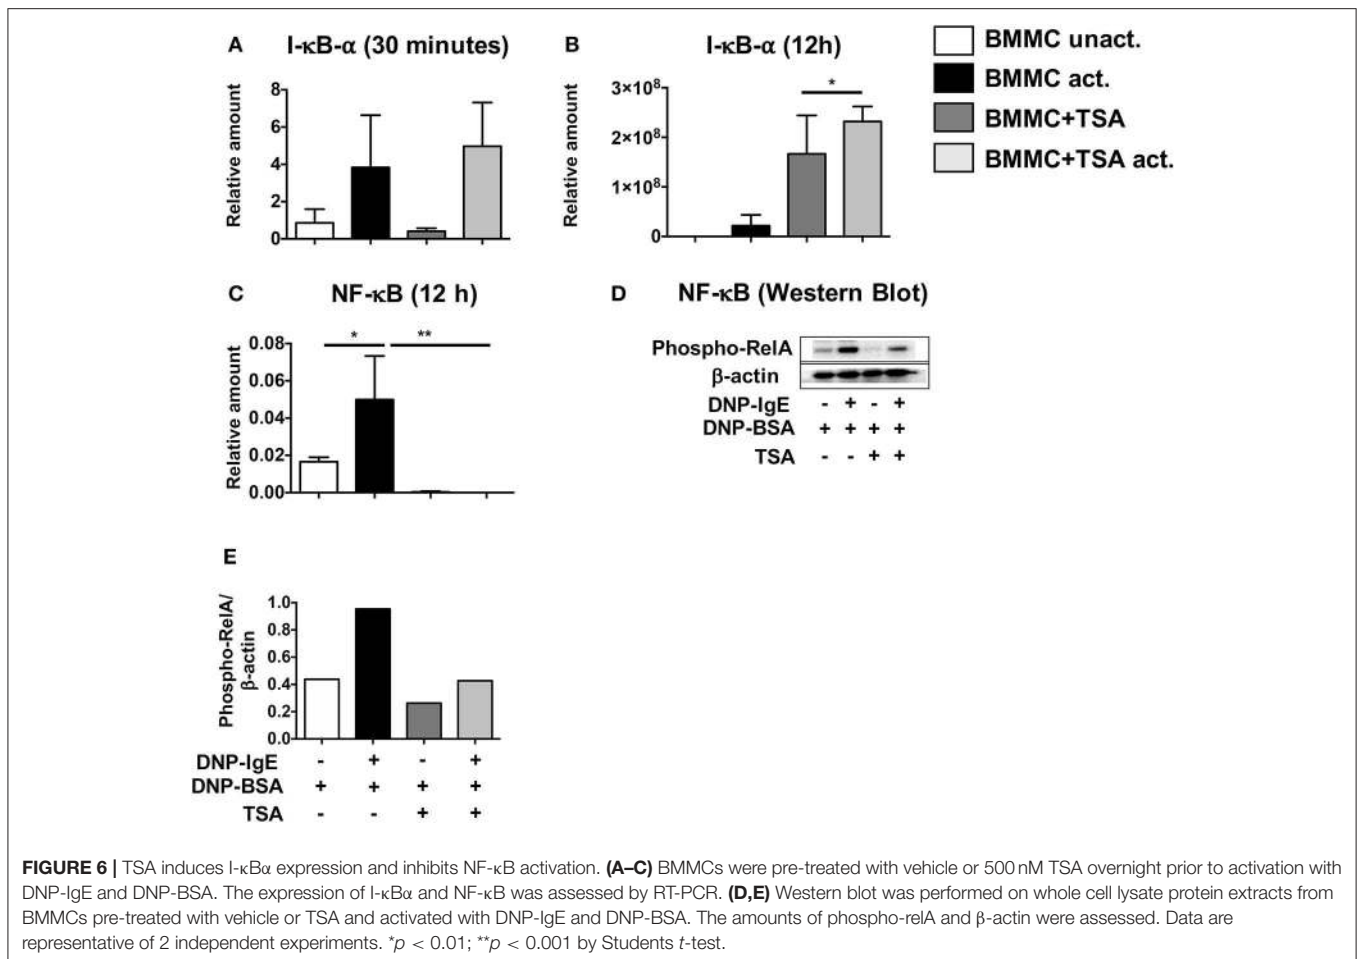 A I-κB-α (30 minutes)
Relative amount
8
6
4
2
0
B I-κB-α (12h)
*
Relative amount
3×10⁸
2×10⁸
1×10⁸
0
BMMC unact.
BMMC act.
BMMC+TSA
BMMC+TSA act.
C NF-κB (12 h)
* **
Relative amount
0.08
0.06
0.04
0.02
0.00
D NF-κB (Western Blot)
Phospho-RelA
β-actin
DNP-IgE - + - +
DNP-BSA + + + +
TSA - - + +
E
Phospho-RelA/
β-actin
1.0
0.8
0.6
0.4
0.2
0.0
DNP-IgE - + - +
DNP-BSA + + + +
TSA - - + +
FIGURE 6 | TSA induces I-κBα expression and inhibits NF-κB activation. (A–C) BMMCs were pre-treated with vehicle or 500 nM TSA overnight prior to activation with
DNP-IgE and DNP-BSA. The expression of I-κBα and NF-κB was assessed by RT-PCR. (D,E) Western blot was performed on whole cell lysate protein extracts from
BMMCs pre-treated with vehicle or TSA and activated with DNP-IgE and DNP-BSA. The amounts of phospho-relA and β-actin were assessed. Data are
representative of 2 independent experiments. *p < 0.01; **p < 0.001 by Students t-test.